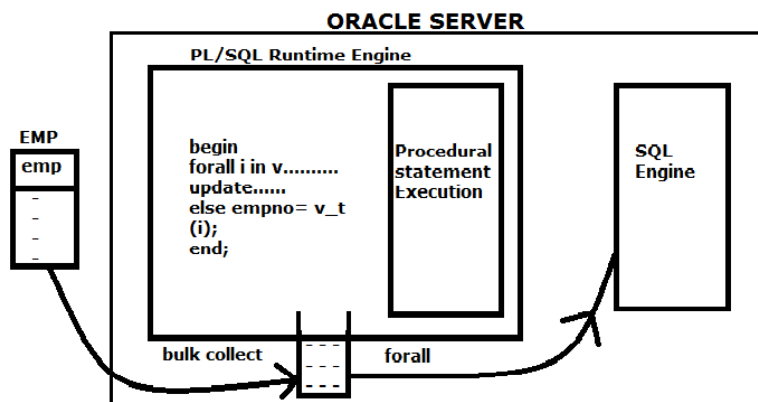 ORACLE SERVER
PL/SQL Runtime Engine
EMP
emp
-
-
-
-
begin
forall i in v..........
update......
else empno= v_t
(i);
end;
Procedural
statement
Execution
SQL
Engine
bulk collect
- - -
- - -
- - -
forall